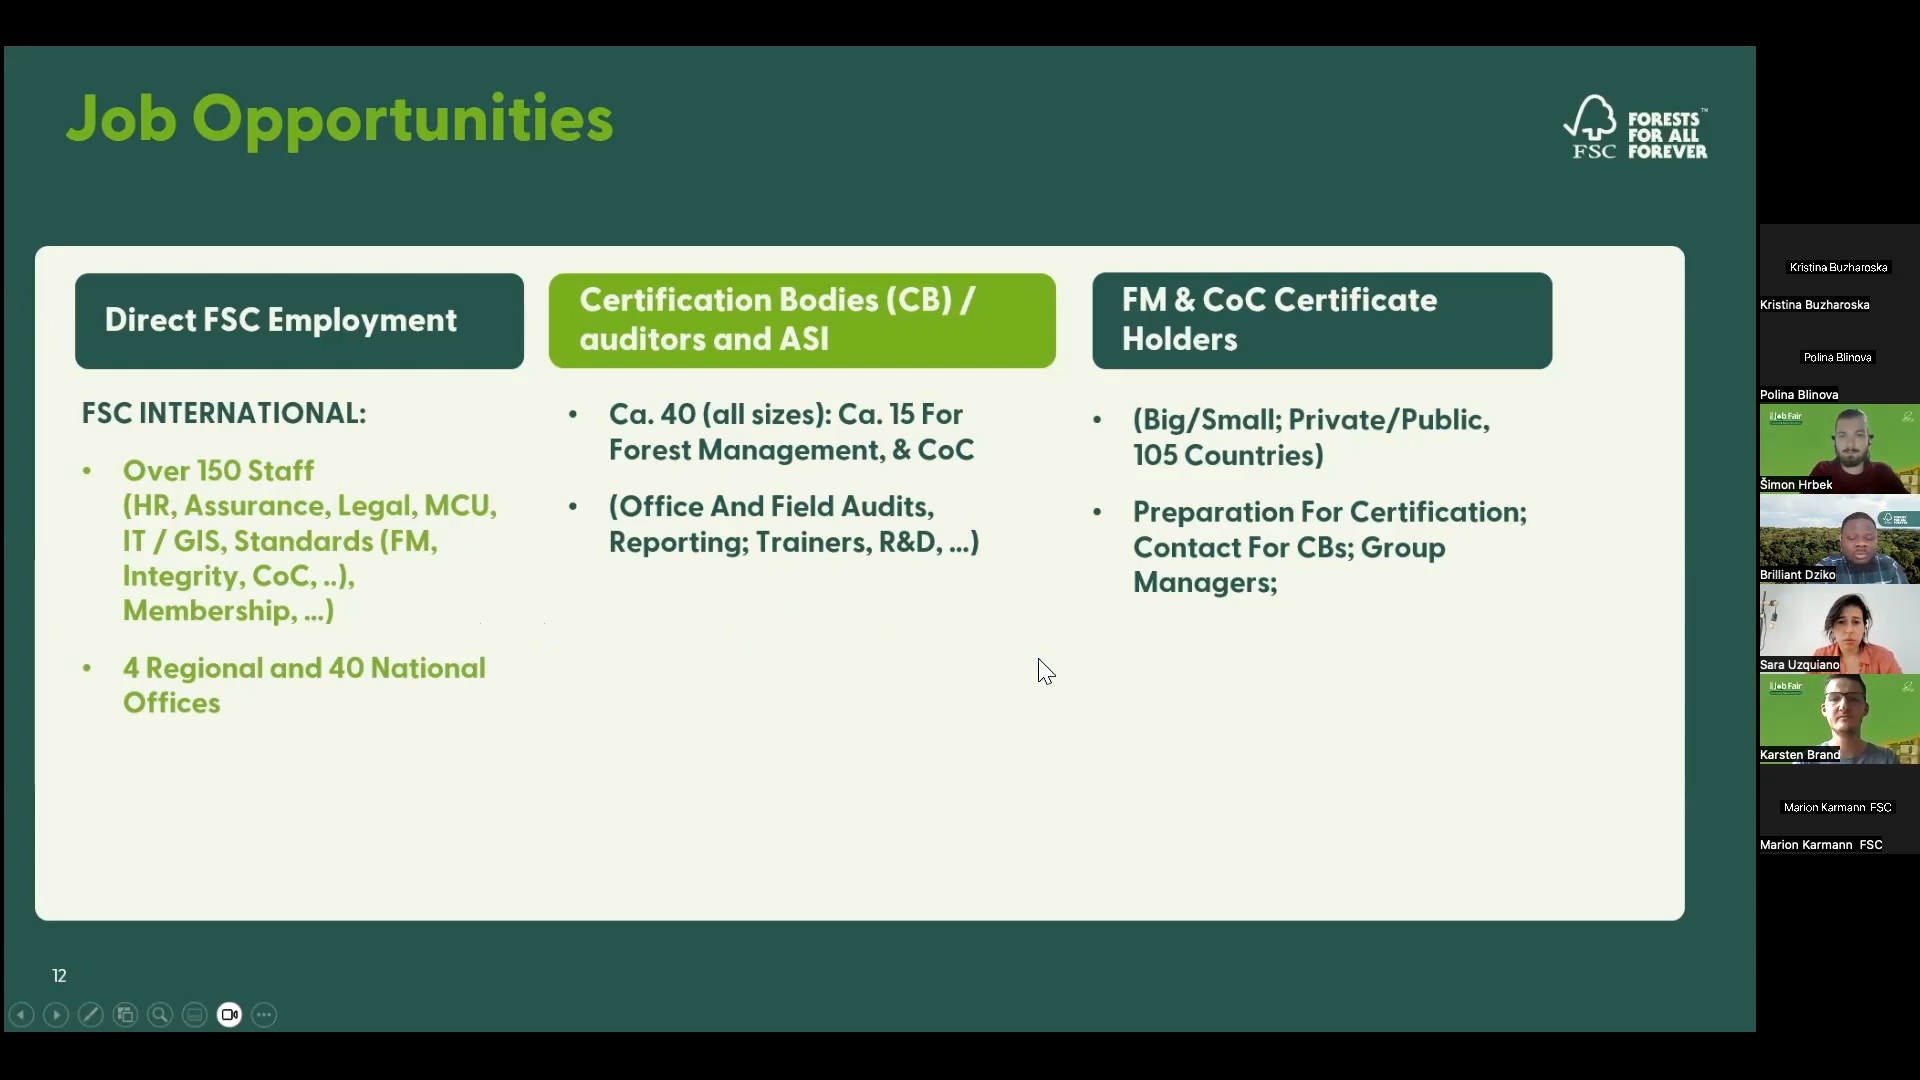 Job Opportunities
FSC
FORESTS™
FOR ALL
FOREVER
Direct FSC Employment
FSC INTERNATIONAL:
• Over 150 Staff
(HR, Assurance, Legal, MCU,
IT / GIS, Standards (FM,
Integrity, CoC, ..),
Membership, ...)
• 4 Regional and 40 National
Offices
Certification Bodies (CB) /
auditors and ASI
• Ca. 40 (all sizes): Ca. 15 For
Forest Management, & CoC
• (Office And Field Audits,
Reporting; Trainers, R&D, ...)
FM & CoC Certificate
Holders
• (Big/Small; Private/Public,
105 Countries)
• Preparation For Certification;
Contact For CBs; Group
Managers;
12
Kristina Buzharoska
Kristina Buzharoska
Polina Blinova
Polina Blinova
Job Fair
Šimon Hrbek
Brilliant Dziko
Sara Uzquiano
Job Fair
Karsten Brand
Marion Karmann FSC
Marion Karmann FSC